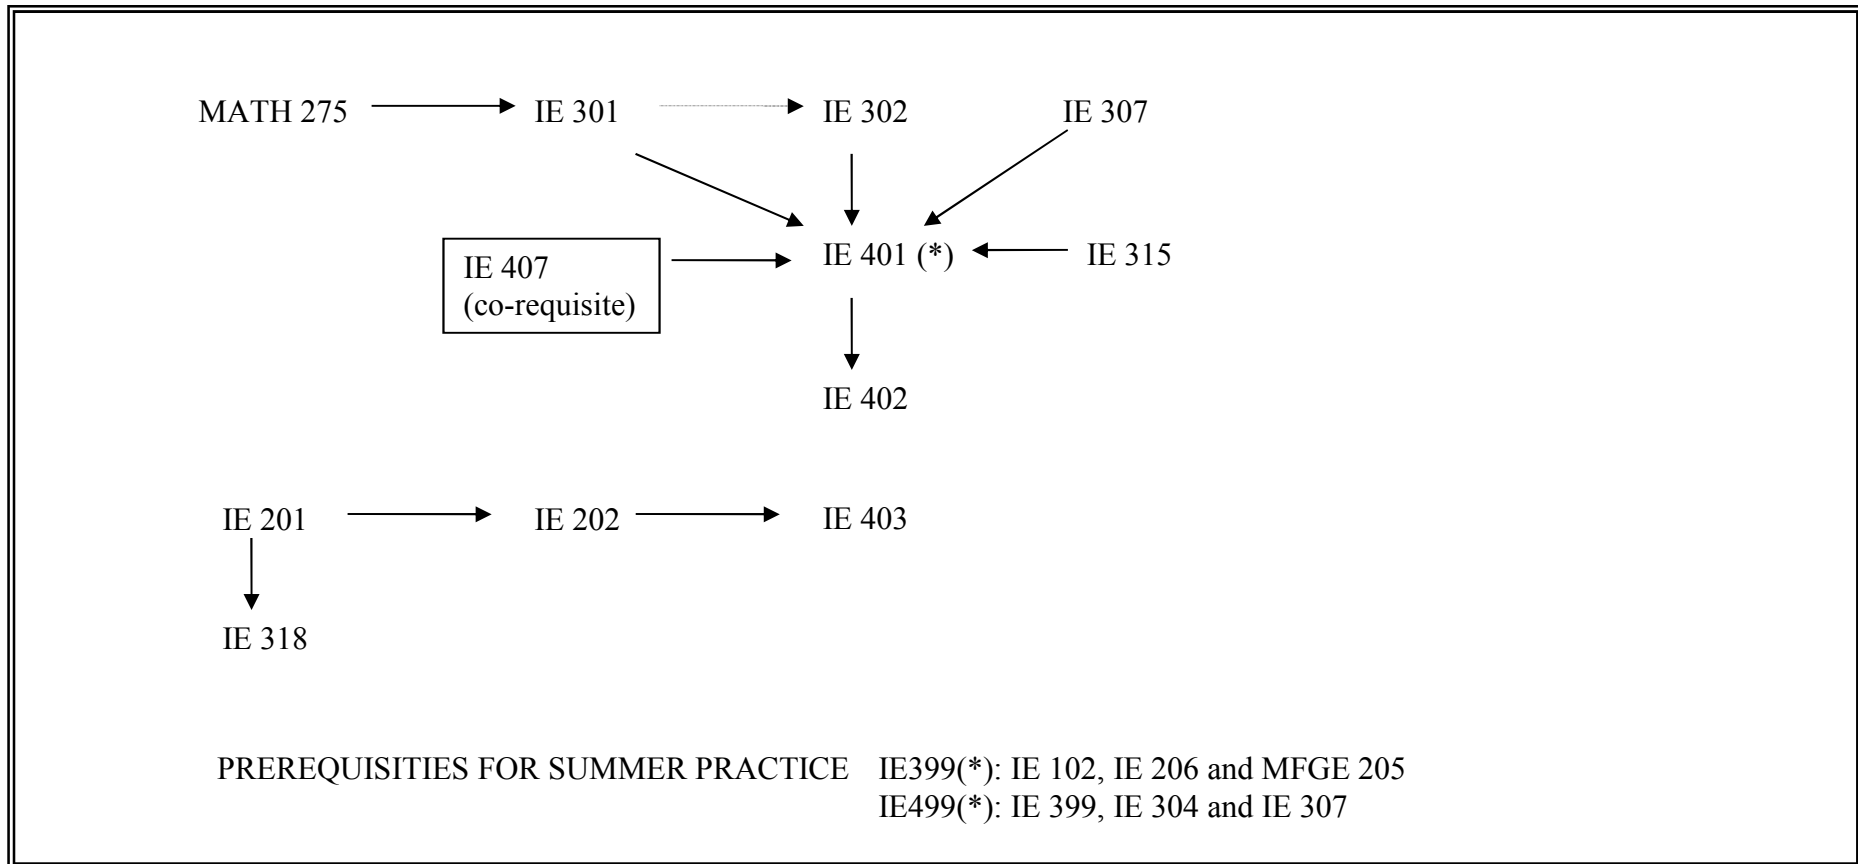 MATH 275 IE 301 IE 302 IE 307
IE 407 IE 401 (*) IE 315
(co-requisite)
IE 402
IE 201 IE 202 IE 403
IE 318
PREREQUISITIES FOR SUMMER PRACTICE IE399(*): IE 102, IE 206 and MFGE 205
IE499(*): IE 399, IE 304 and IE 307